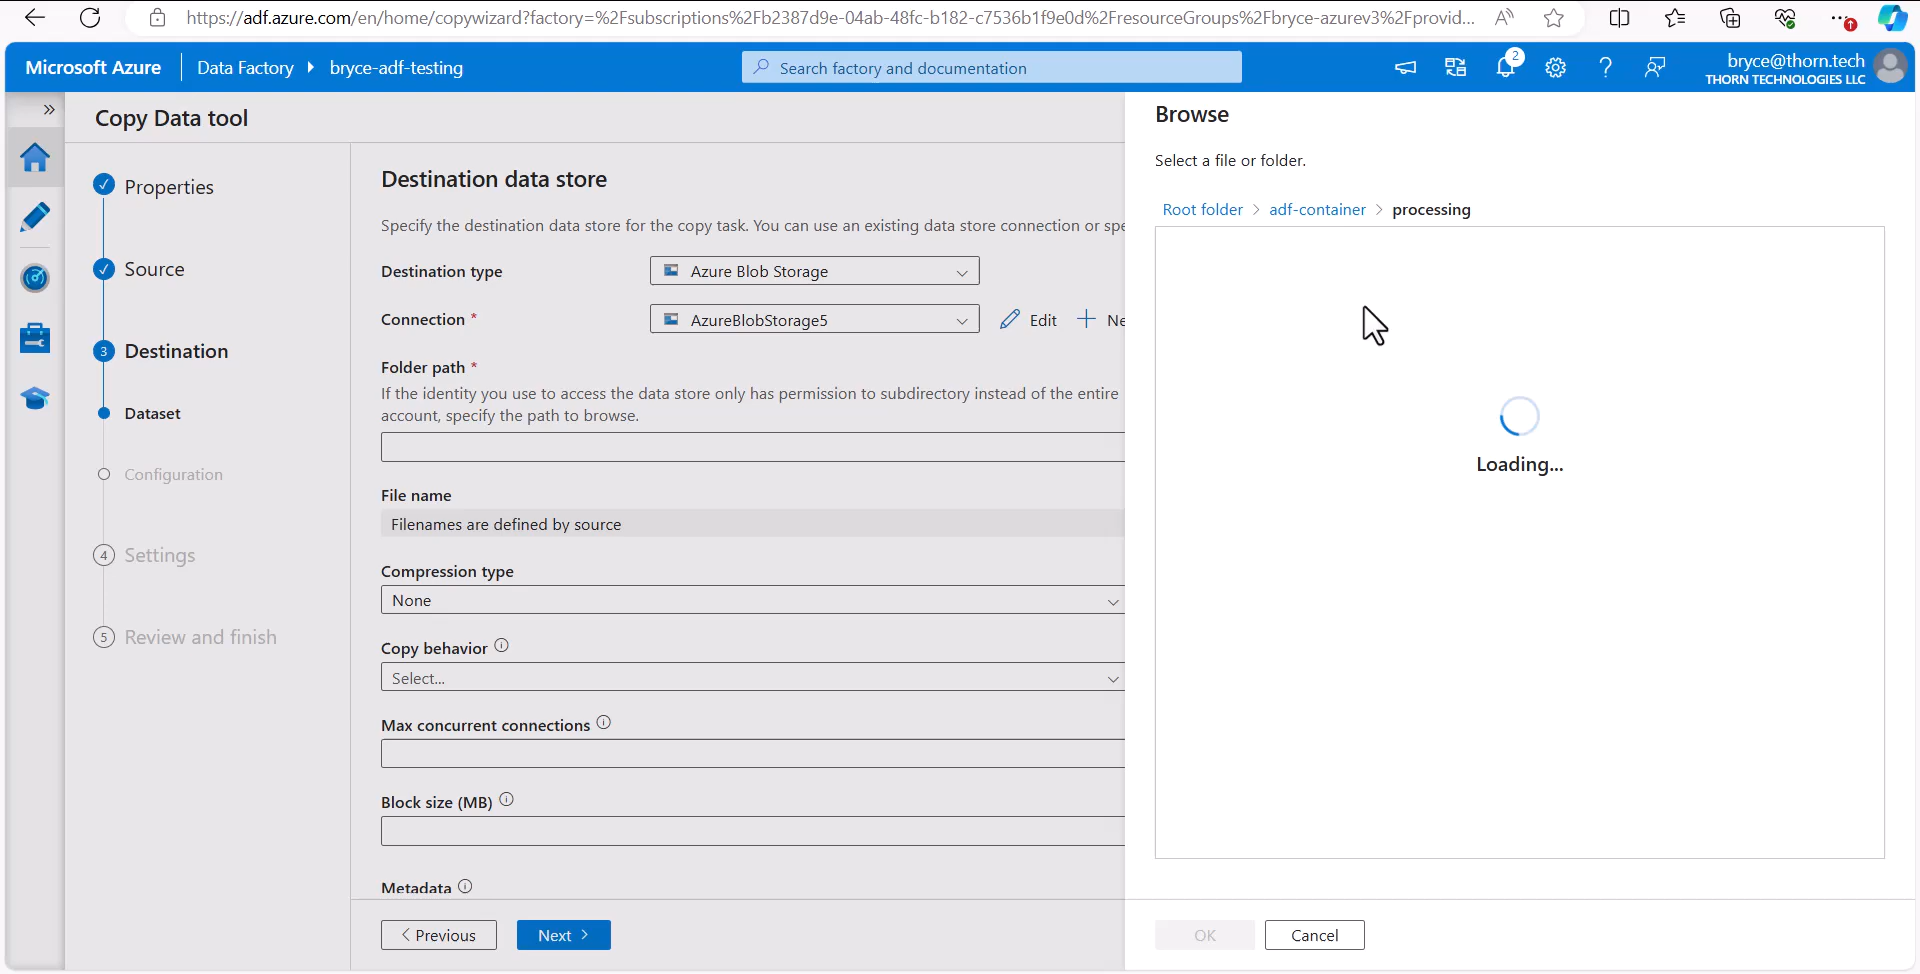 https://adf.azure.com/en/home/copywizard?factory=%2Fsubscriptions%2Fb2387d9e-04ab-48fc-b182-c7536b1f9e0d%2FresourceGroups%2Fbryce-azurev3%2Fprovid...
Microsoft Azure
Data Factory
bryce-adf-testing
Search factory and documentation
2
bryce@thorn.tech
THORN TECHNOLOGIES LLC
Copy Data tool
Properties
Source
3 Destination
Dataset
Configuration
4 Settings
5 Review and finish
Destination data store
Specify the destination data store for the copy task. You can use an existing data store connection or spe
Destination type
Azure Blob Storage
Connection *
AzureBlobStorage5
Edit
Ne
Folder path *
If the identity you use to access the data store only has permission to subdirectory instead of the entire
account, specify the path to browse.
File name
Filenames are defined by source
Compression type
None
Copy behavior
Select...
Max concurrent connections
Block size (MB)
Metadata
Previous
Next
Browse
Select a file or folder.
Root folder > adf-container > processing
Loading...
OK
Cancel